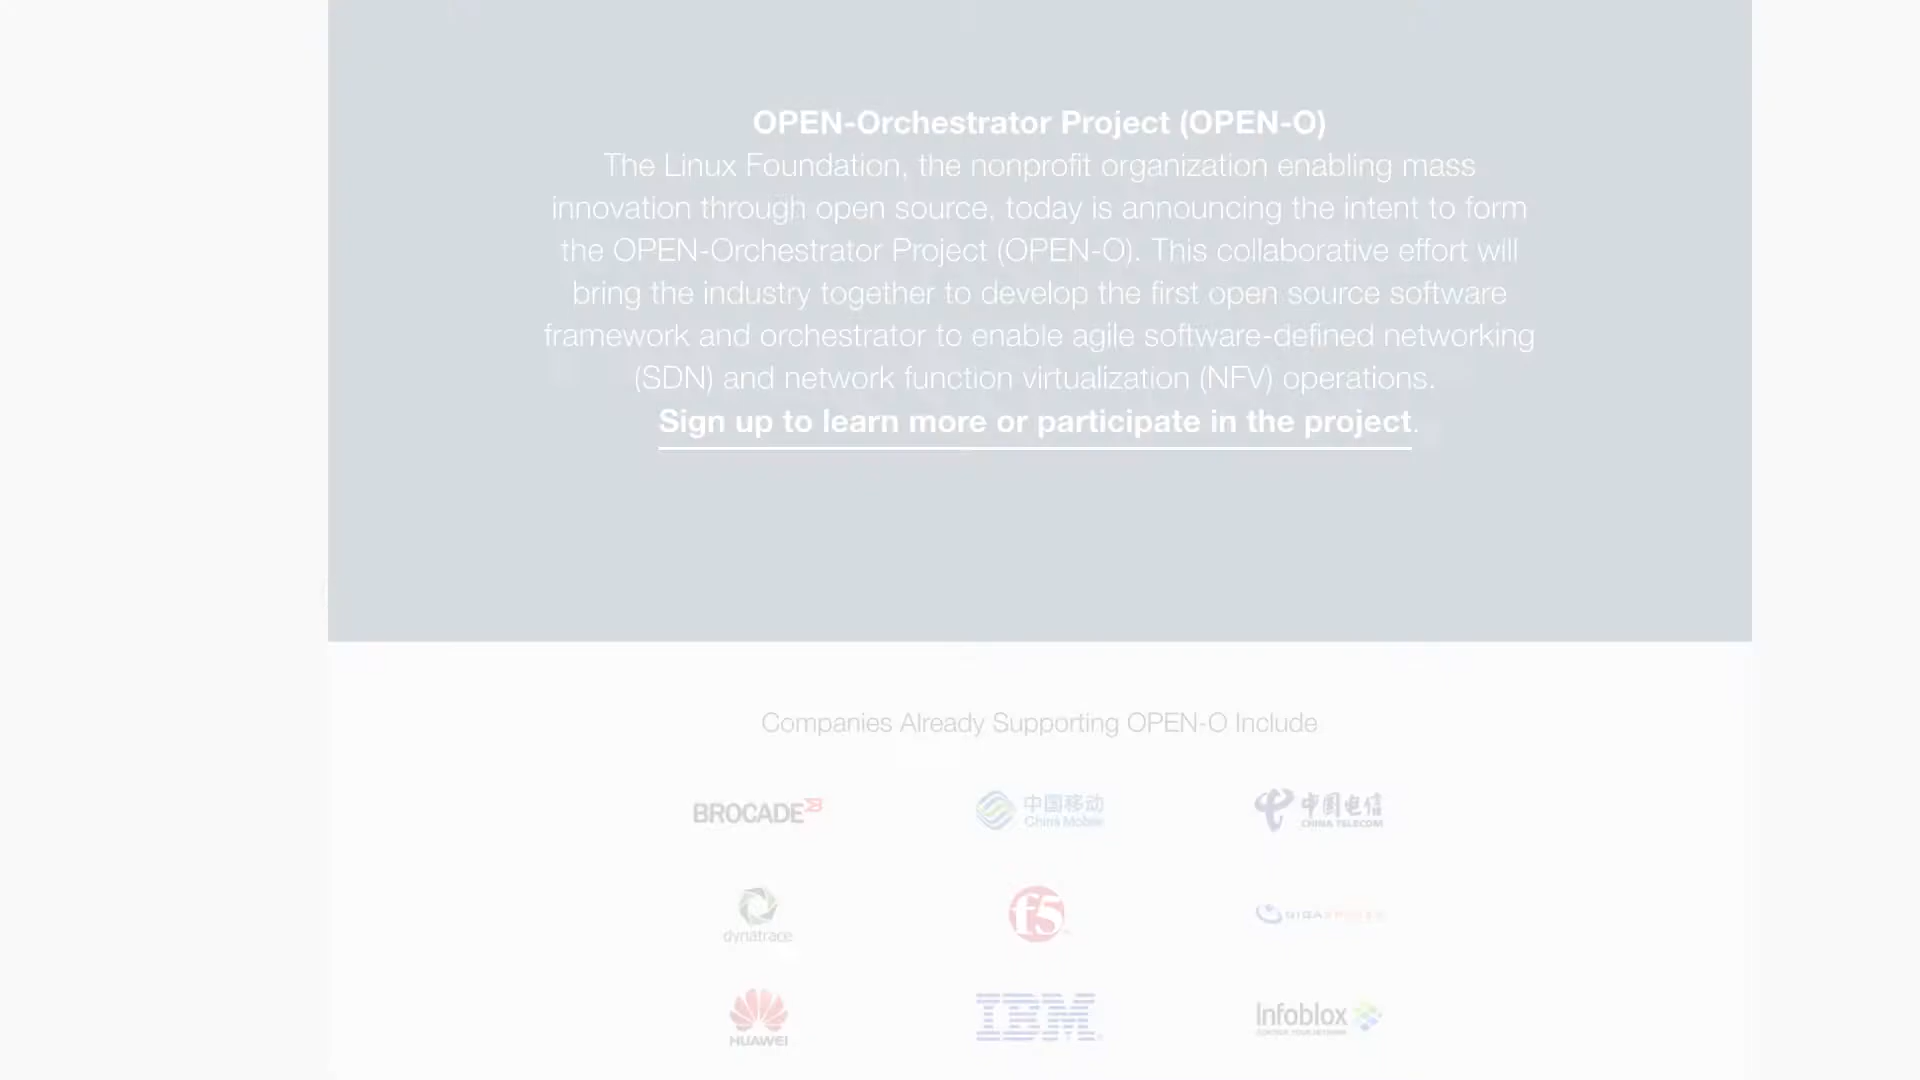 OPEN-Orchestrator Project (OPEN-O)
The Linux Foundation, the nonprofit organization enabling mass
innovation through open source, today is announcing the intent to form
the OPEN-Orchestrator Project (OPEN-O). This collaborative effort will
bring the industry together to develop the first open source software
framework and orchestrator to enable agile software-defined networking
(SDN) and network function virtualization (NFV) operations.
Sign up to learn more or participate in the project.
Companies Already Supporting OPEN-O Include
BROCADE
中国移动
China Mobile
中国电信
CHINA TELECOM
dynatrace
f5
GIGASPACES
HUAWEI
IBM
Infoblox
CONTROL YOUR NETWORK